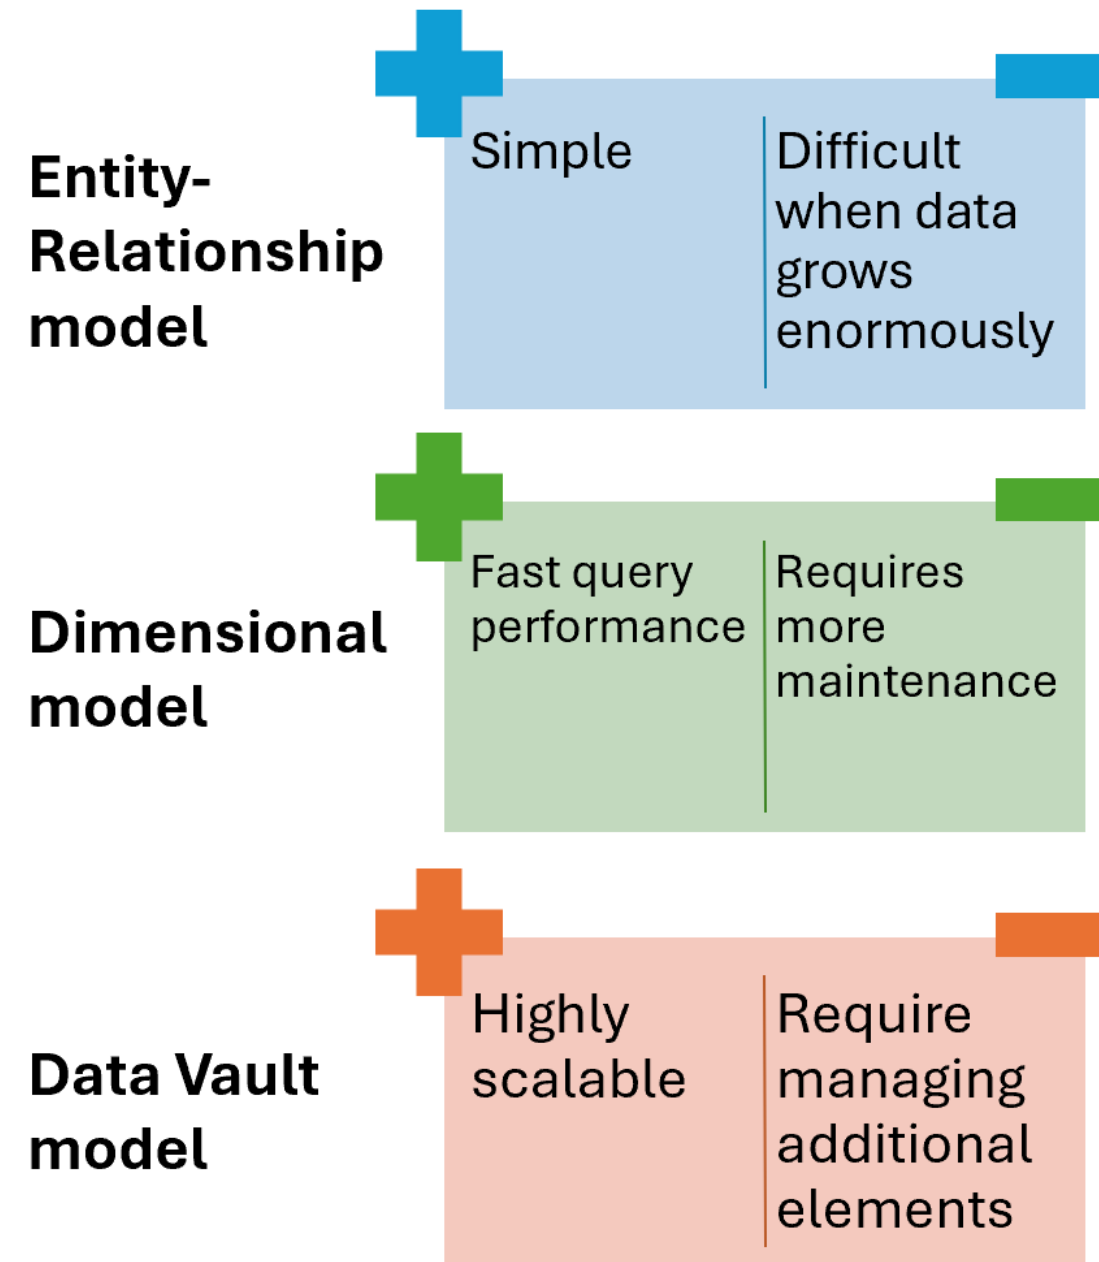 Entity-
Relationship
model
Simple
Difficult
when data
grows
enormously
Dimensional
model
Fast query
performance
Requires
more
maintenance
Data Vault
model
Highly
scalable
Require
managing
additional
elements